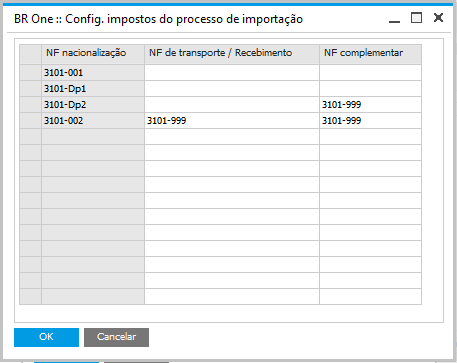 BR One :: Config. impostos do processo de importação
NF nacionalização NF de transporte / Recebimento NF complementar
3101-001
3101-Dp1
3101-Dp2 3101-999
3101-002 3101-999 3101-999
OK Cancelar